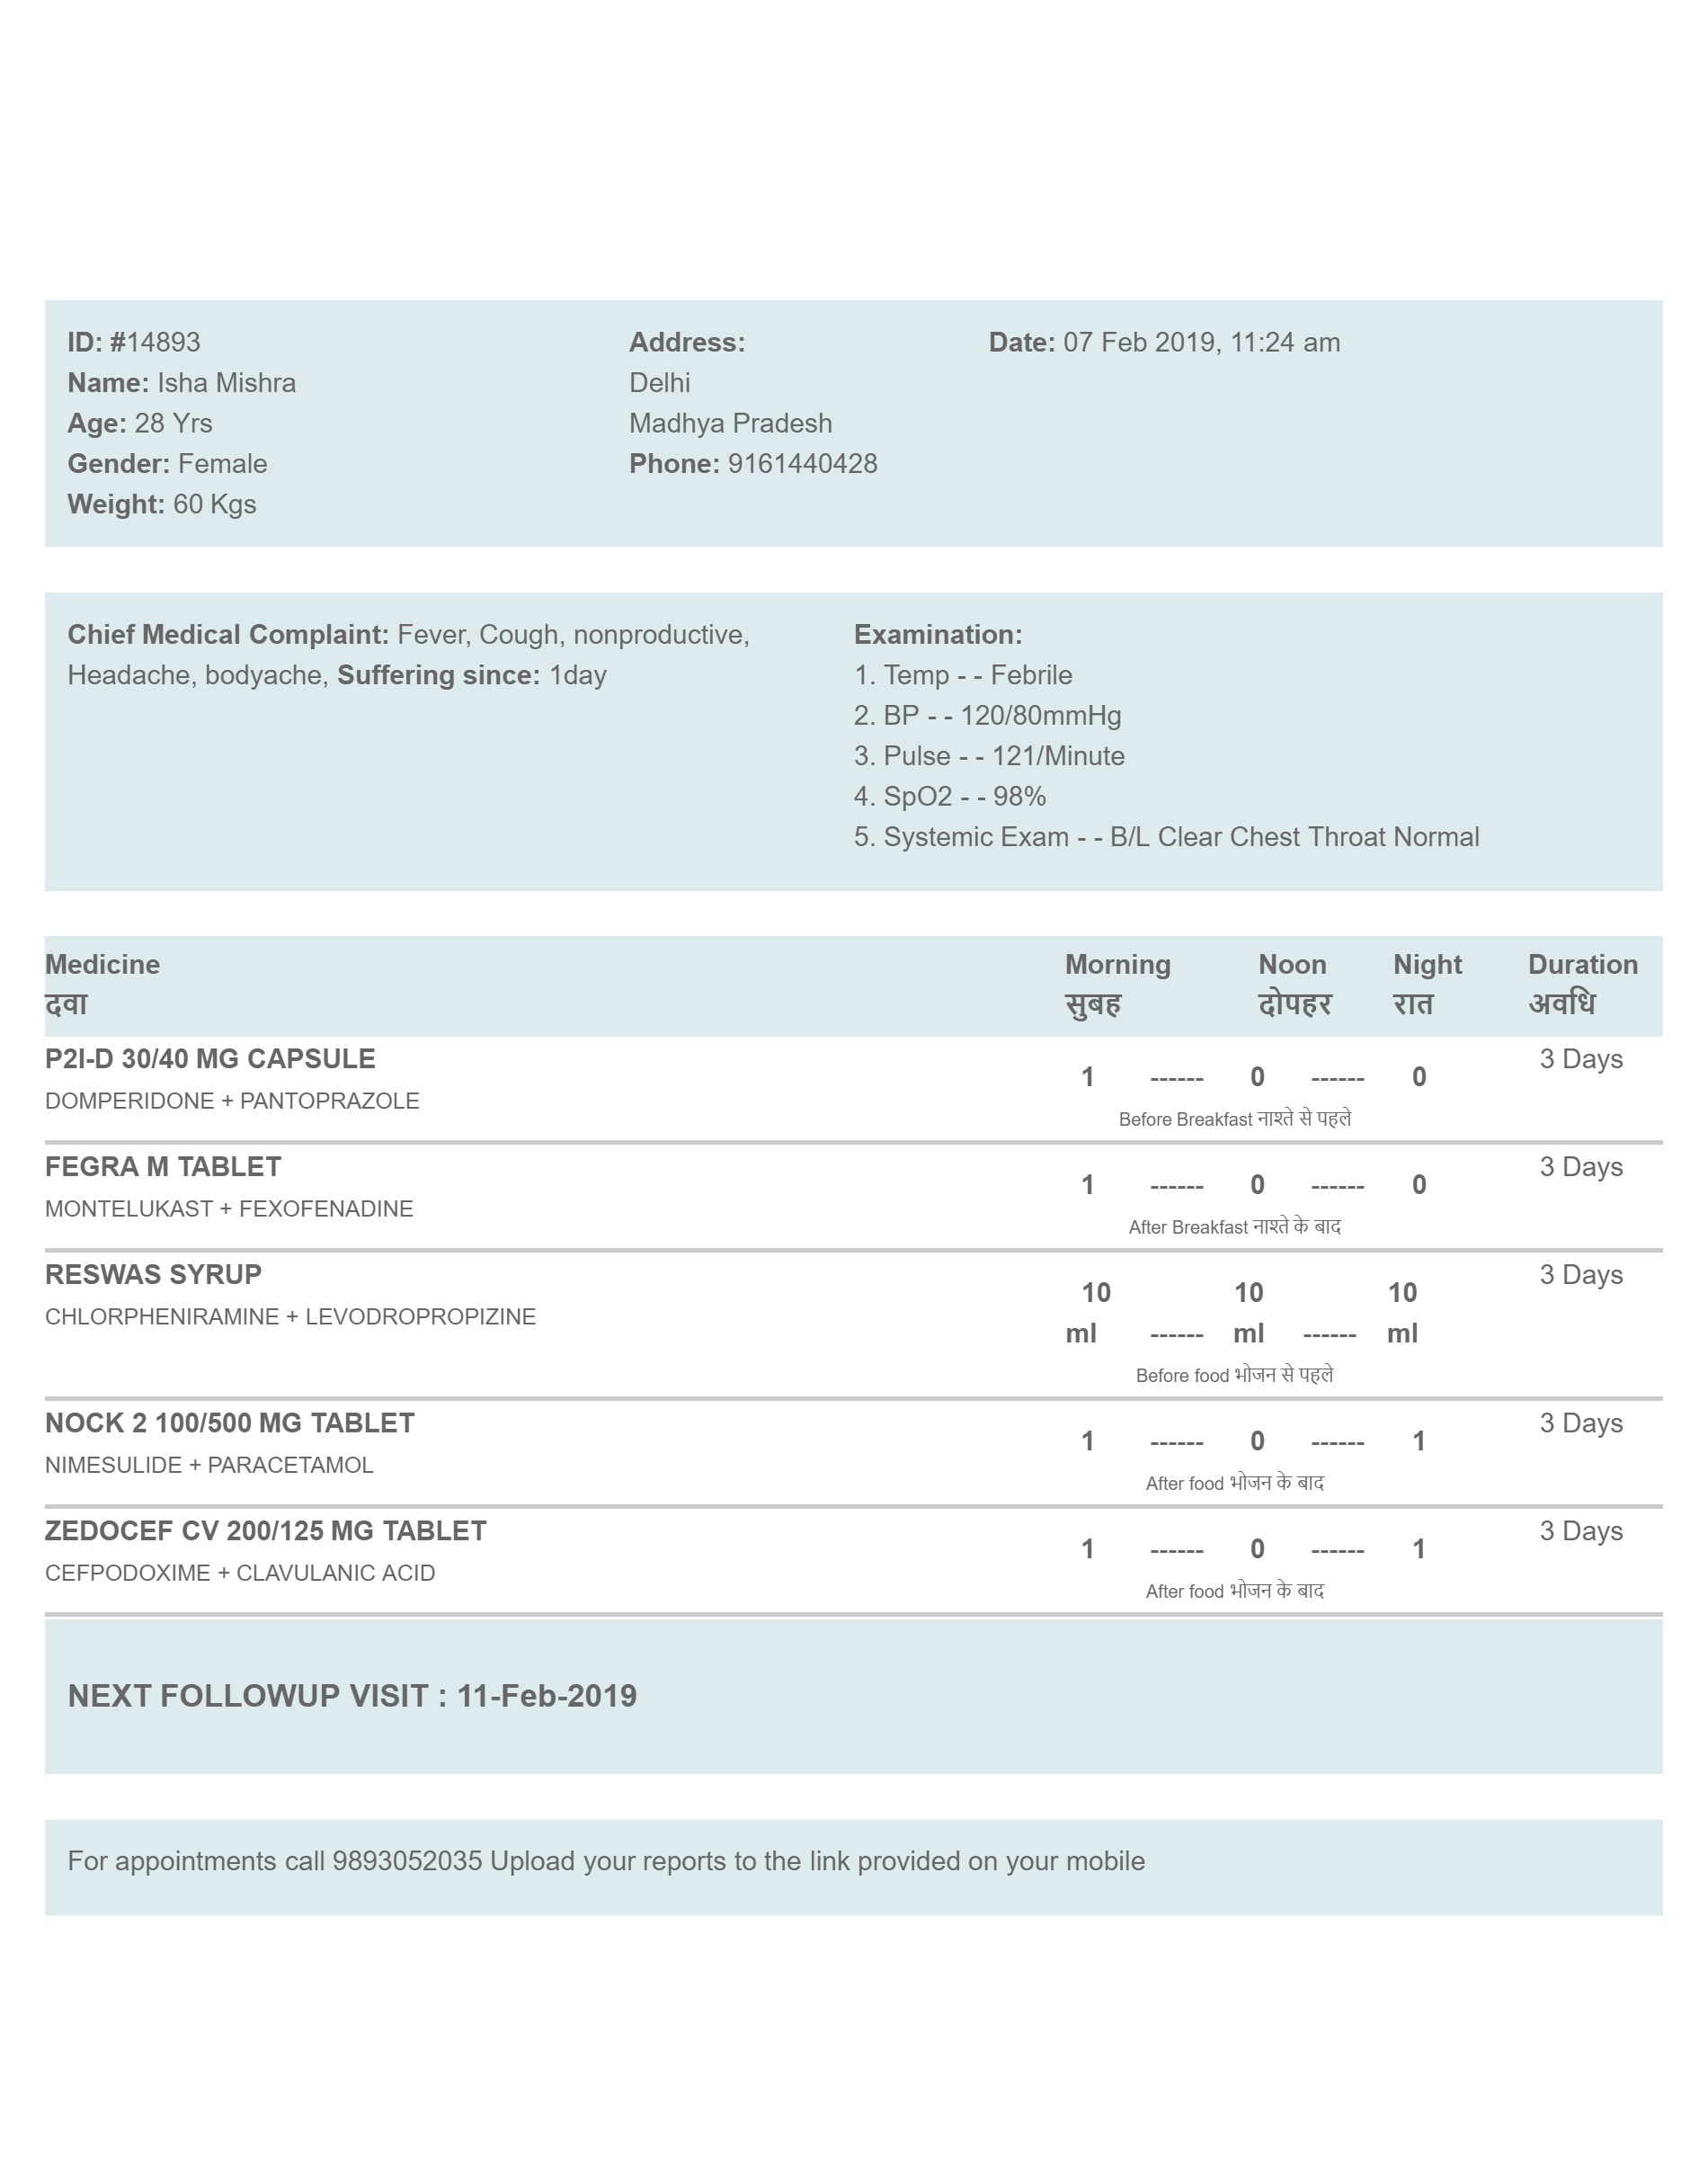 ID: #14893
Name: Isha Mishra
Age: 28 Yrs
Gender: Female
Weight: 60 Kgs
Address:
Delhi
Madhya Pradesh
Phone: 9161440428
Date: 07 Feb 2019, 11:24 am
Chief Medical Complaint: Fever, Cough, nonproductive,
Headache, bodyache, Suffering since: 1day
Examination:
1. Temp - - Febrile
2. BP - - 120/80mmHg
3. Pulse - - 121/Minute
4. SpO2 - - 98%
5. Systemic Exam - - B/L Clear Chest Throat Normal
Medicine Morning Noon Night Duration
दवा सुबह दोपहर रात अवधि
P2I-D 30/40 MG CAPSULE 3 Days
1 ------ 0 ------ 0
DOMPERIDONE + PANTOPRAZOLE
Before Breakfast नाश्ते से पहले
FEGRA M TABLET 3 Days
1 ------ 0 ------ 0
MONTELUKAST + FEXOFENADINE
After Breakfast नाश्ते के बाद
RESWAS SYRUP 3 Days
10 10 10
CHLORPHENIRAMINE + LEVODROPROPIZINE
ml ------ ml ------ ml
Before food भोजन से पहले
NOCK 2 100/500 MG TABLET 3 Days
1 ------ 0 ------ 1
NIMESULIDE + PARACETAMOL
After food भोजन के बाद
ZEDOCEF CV 200/125 MG TABLET 3 Days
1 ------ 0 ------ 1
CEFPODOXIME + CLAVULANIC ACID
After food भोजन के बाद
NEXT FOLLOWUP VISIT : 11-Feb-2019
For appointments call 9893052035 Upload your reports to the link provided on your mobile